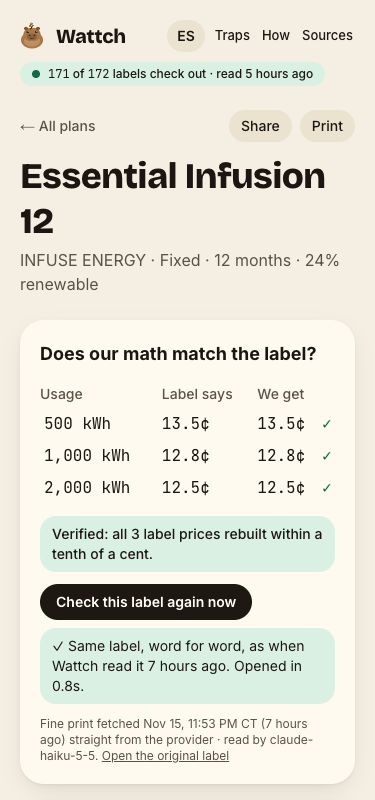 Wattch
ES Traps How Sources
171 of 172 labels check out · read 5 hours ago
← All plans Share Print
Essential Infusion
12
INFUSE ENERGY · Fixed · 12 months · 24%
renewable
Does our math match the label?
Usage Label says We get
500 kWh 13.5¢ 13.5¢ ✓
1,000 kWh 12.8¢ 12.8¢ ✓
2,000 kWh 12.5¢ 12.5¢ ✓
Verified: all 3 label prices rebuilt within a
tenth of a cent.
Check this label again now
✓ Same label, word for word, as when
Wattch read it 7 hours ago. Opened in
0.8s.
Fine print fetched Nov 15, 11:53 PM CT (7 hours
ago) straight from the provider · read by claude-
haiku-5-5. Open the original label